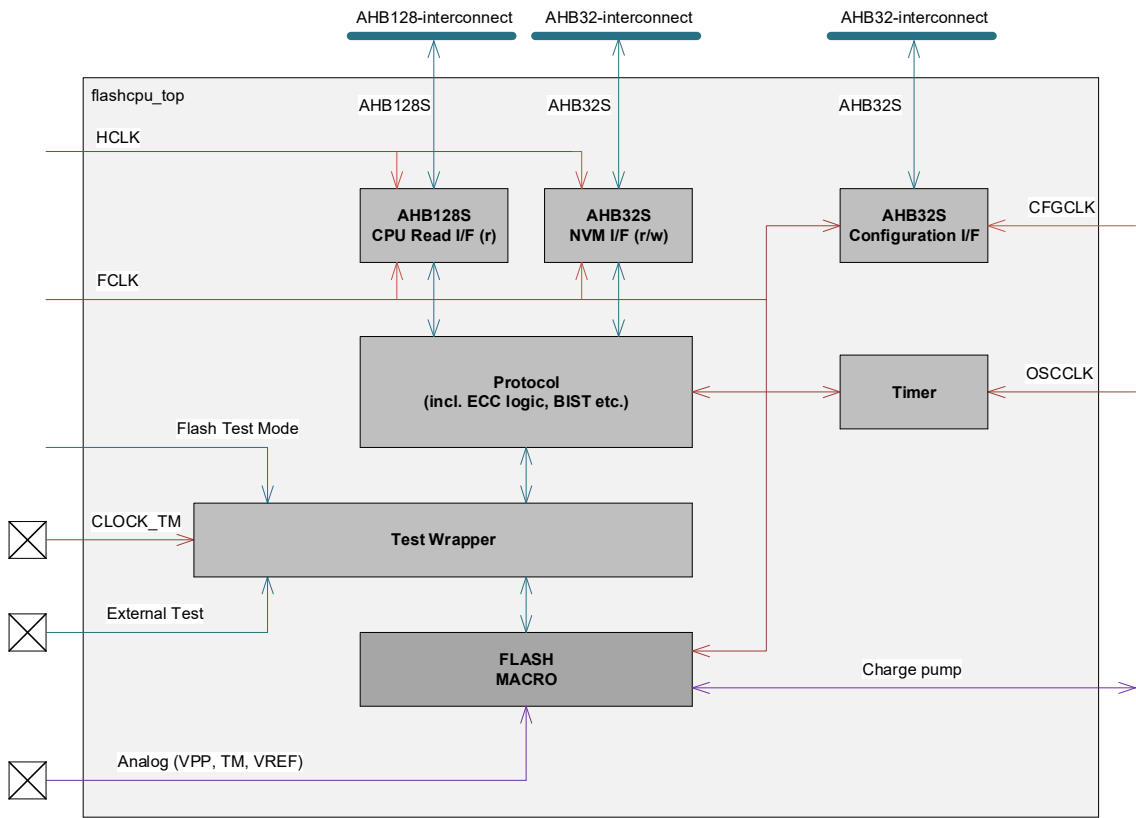 AHB128-interconnect
AHB32-interconnect
AHB32-interconnect
flashcpu_top
AHB128S
AHB32S
AHB32S
HCLK
AHB128S
CPU Read I/F (r)
AHB32S
NVM I/F (r/w)
AHB32S
Configuration I/F
CFGCLK
FCLK
Protocol
(incl. ECC logic, BIST etc.)
Timer
OSCCLK
Flash Test Mode
CLOCK_TM
Test Wrapper
External Test
FLASH
MACRO
Charge pump
Analog (VPP, TM, VREF)